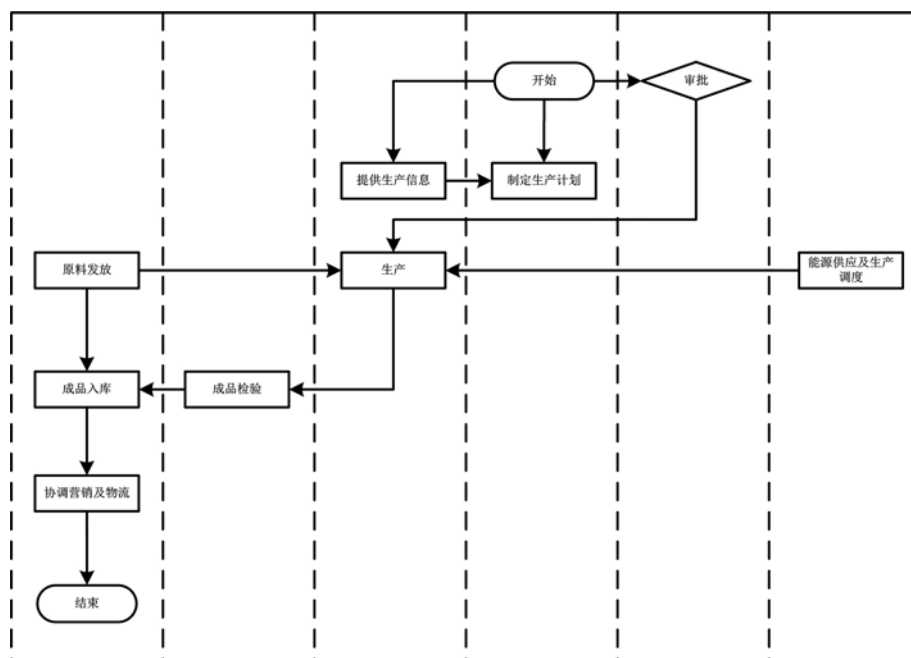 开始
审批
提供生产信息
制定生产计划
原料发放
生产
能源供应及生产
调度
成品入库
成品检验
协调营销及物流
结束